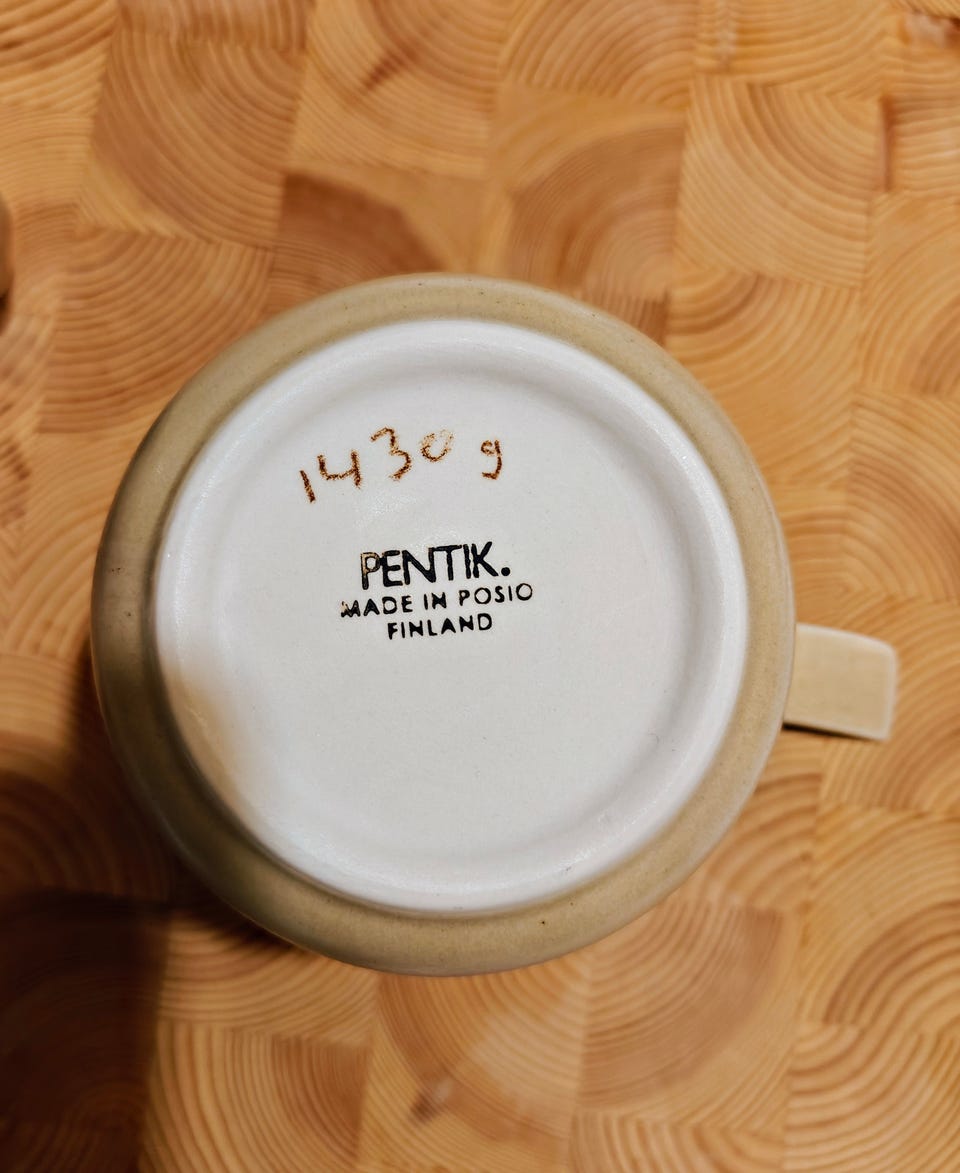 1430 g
PENTIK.
MADE IN POSIO
FINLAND